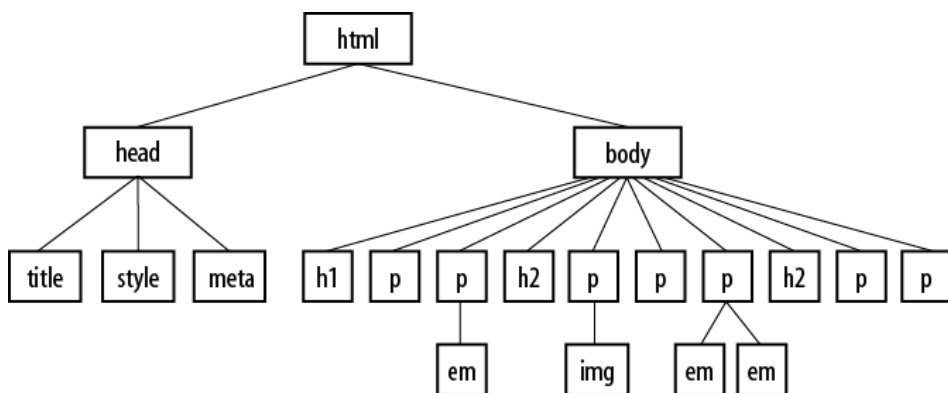 html
head body
title style meta h1 p p h2 p p p h2 p p
em img em em